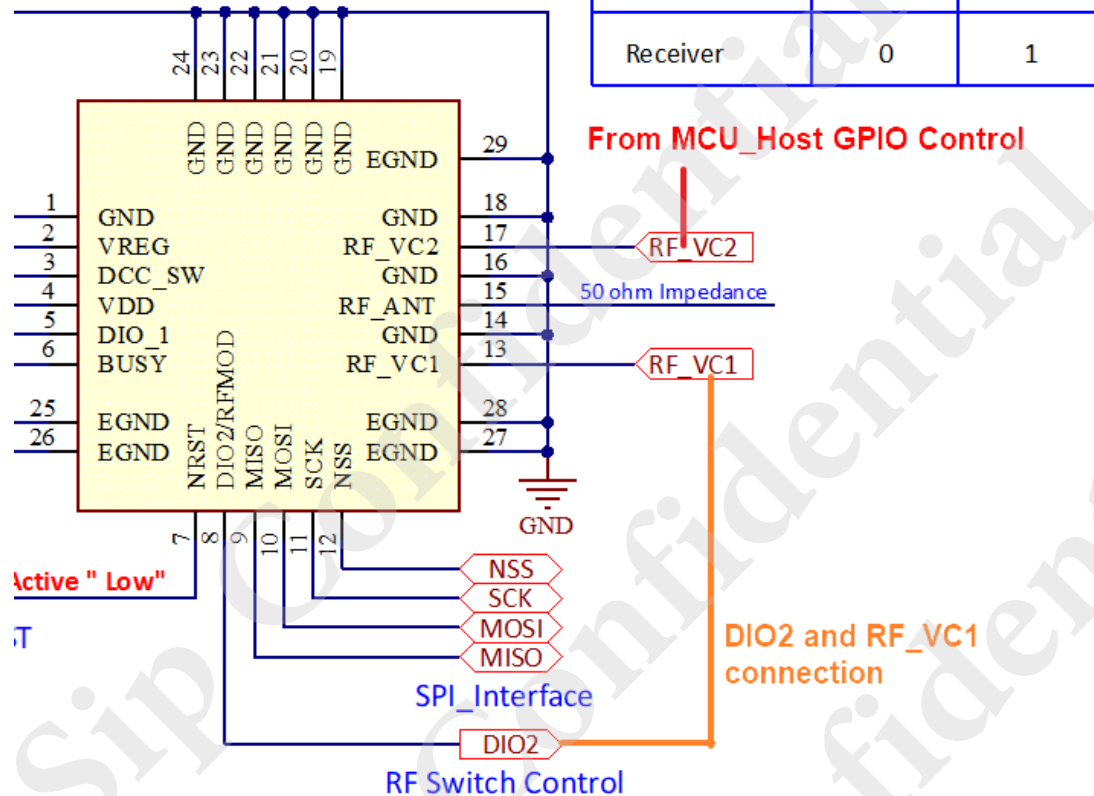 Receiver 0 1
From MCU_Host GPIO Control
24 23 22 21 20 19
GND GND GND GND GND GND
EGND 29
1 GND
GND 18
2 VREG
RF_VC2 17 RF_VC2
3 DCC_SW
GND 16
4 VDD
RF_ANT 15 50 ohm Impedance
5 DIO_1
GND 14
6 BUSY
RF_VC1 13 RF_VC1
25 EGND
EGND 28
26 EGND
EGND 27
NRST DIO2/RFMOD MISO MOSI SCK NSS
7 8 9 10 11 12
GND
Active " Low"
ST
NSS
SCK
MOSI
MISO
SPI_Interface
DIO2 and RF_VC1
connection
DIO2
RF Switch Control
Sip Confidential
Confidential